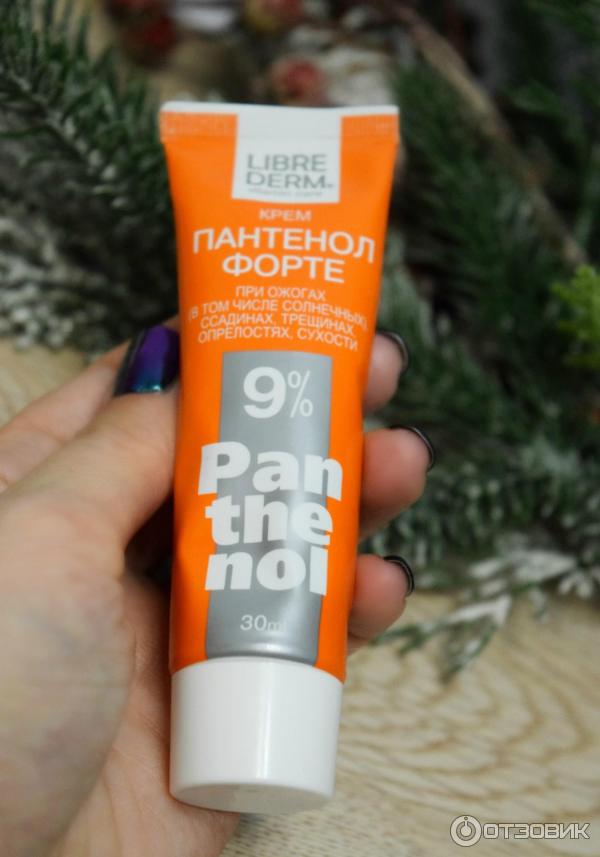 LIBRE
DERM®
КРЕМ
ПАНТЕНОЛ
ФОРТЕ
ПРИ ОЖОГАХ
(В ТОМ ЧИСЛЕ СОЛНЕЧНЫХ),
ССАДИНАХ, ТРЕЩИНАХ,
ОПРЕЛОСТЯХ, СУХОСТИ
9%
Pan
the
nol
30ml
ОТЗОВИК